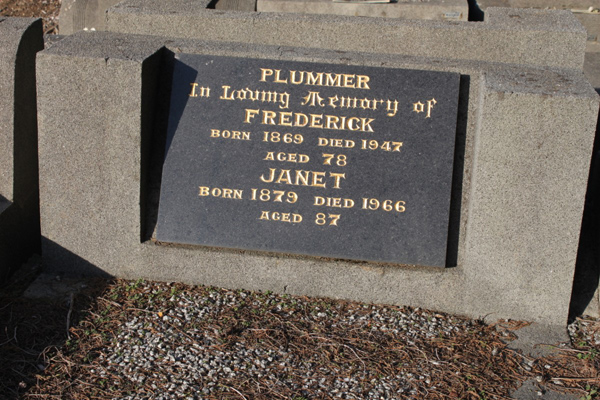 PLUMMER
In Loving Memory of
FREDERICK
BORN 1869 DIED 1947
AGED 78
JANET
BORN 1879 DIED 1966
AGED 87